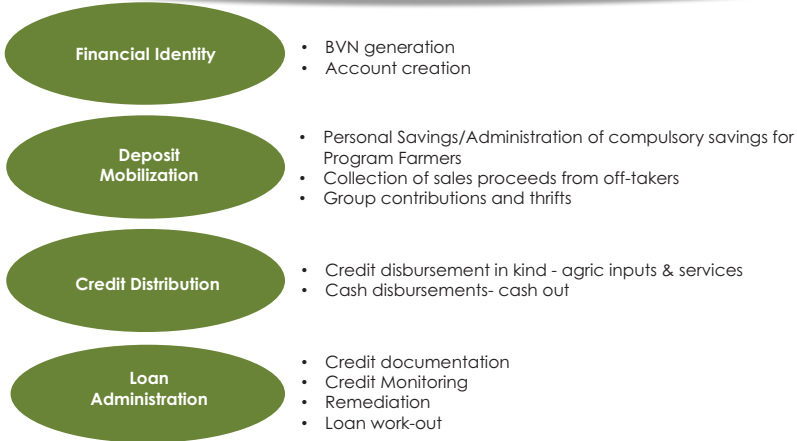 Financial Identity
• BVN generation
• Account creation
Deposit
Mobilization
• Personal Savings/Administration of compulsory savings for
Program Farmers
• Collection of sales proceeds from off-takers
• Group contributions and thrifts
Credit Distribution
• Credit disbursement in kind - agric inputs & services
• Cash disbursements- cash out
Loan
Administration
• Credit documentation
• Credit Monitoring
• Remediation
• Loan work-out